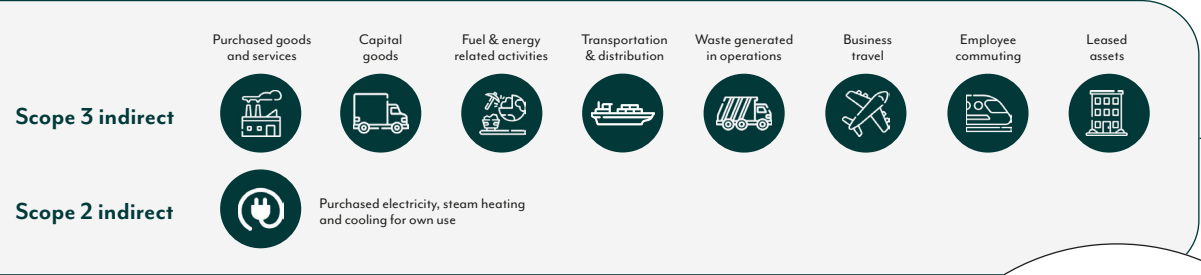 Purchased goods
and services
Capital
goods
Fuel & energy
related activities
Transportation
& distribution
Waste generated
in operations
Business
travel
Employee
commuting
Leased
assets
Scope 3 indirect
Scope 2 indirect
Purchased electricity, steam heating
and cooling for own use